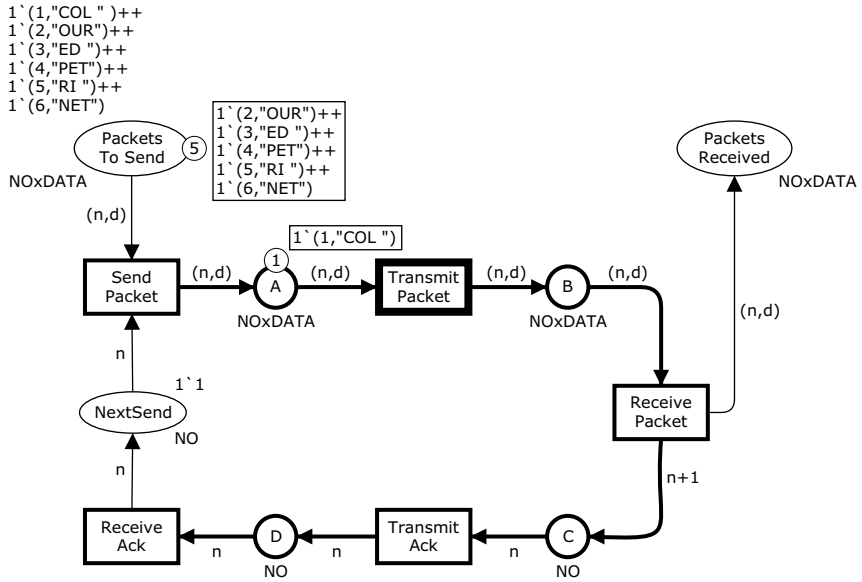 1`(1,"COL ")++
1`(2,"OUR")++
1`(3,"ED ")++
1`(4,"PET")++
1`(5,"RI ")++
1`(6,"NET")
Packets
To Send
5
1`(2,"OUR")++
1`(3,"ED ")++
1`(4,"PET")++
1`(5,"RI ")++
1`(6,"NET")
NOxDATA
Packets
Received
NOxDATA
(n,d)
1`(1,"COL ")
1
Send
Packet
(n,d)
A
(n,d)
Transmit
Packet
(n,d)
B
(n,d)
NOxDATA
NOxDATA
(n,d)
n
1`1
NextSend
NO
Receive
Packet
n
n+1
Receive
Ack
n
D
n
Transmit
Ack
n
C
NO
NO